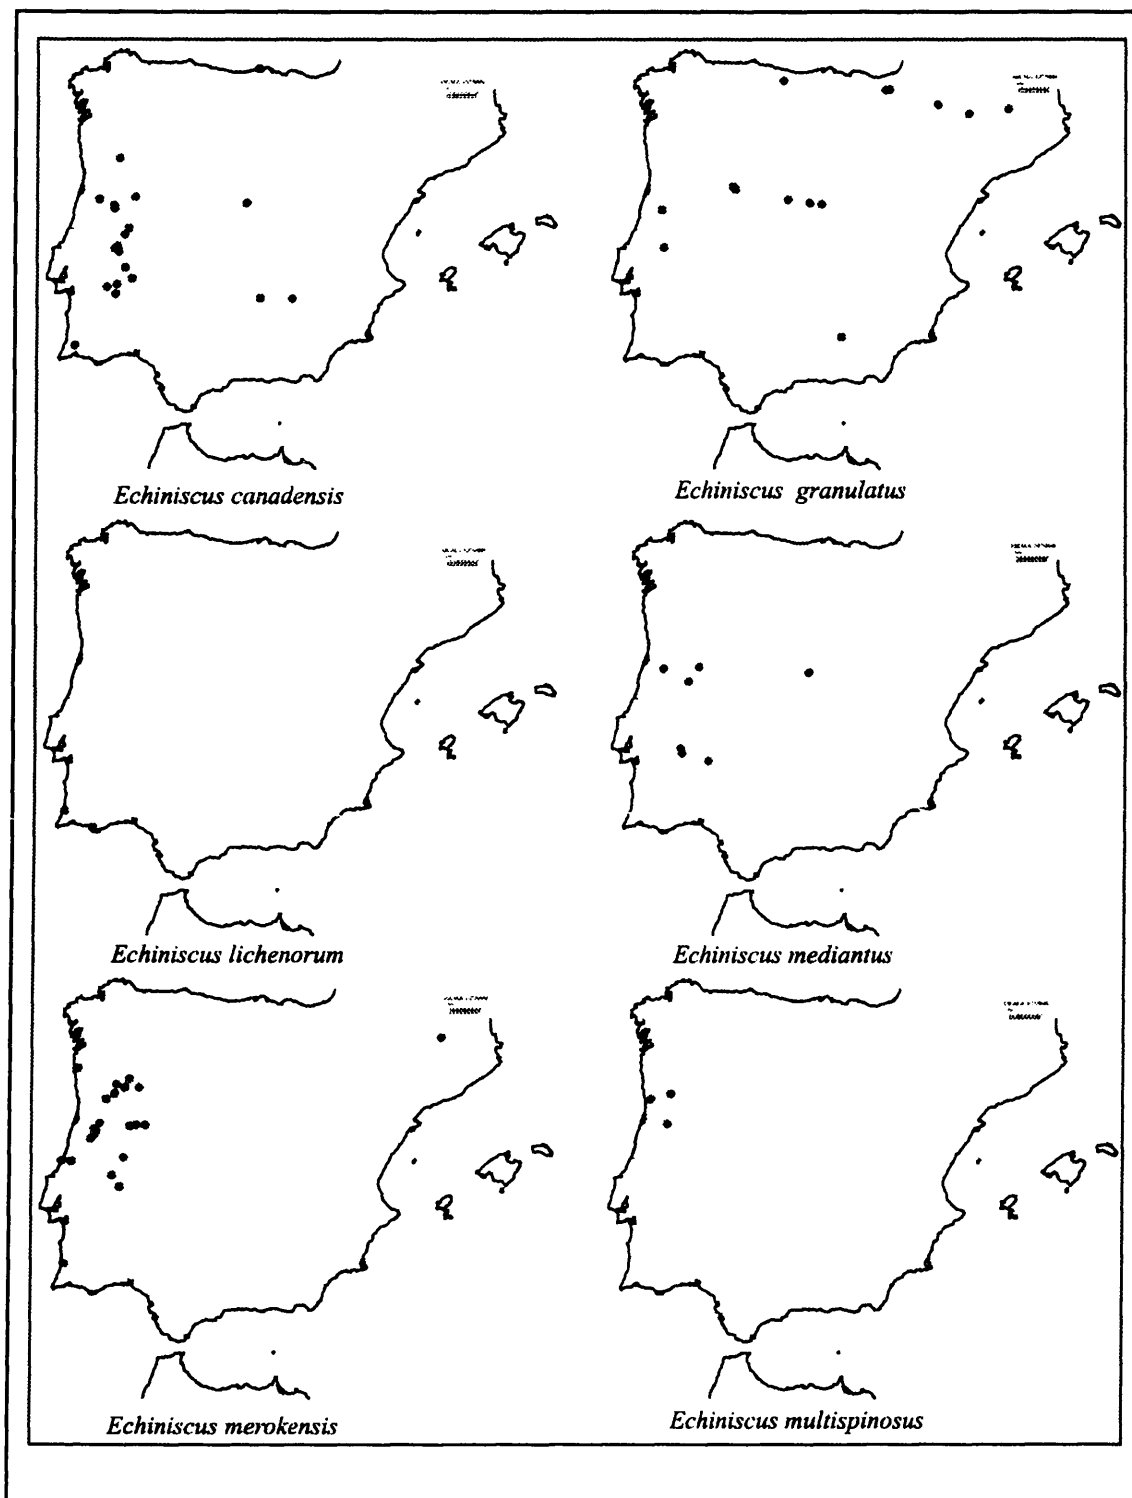 Echiniscus canadensis
Echiniscus granulatus
Echiniscus lichenorum
Echiniscus mediantus
Echiniscus merokensis
Echiniscus multispinosus